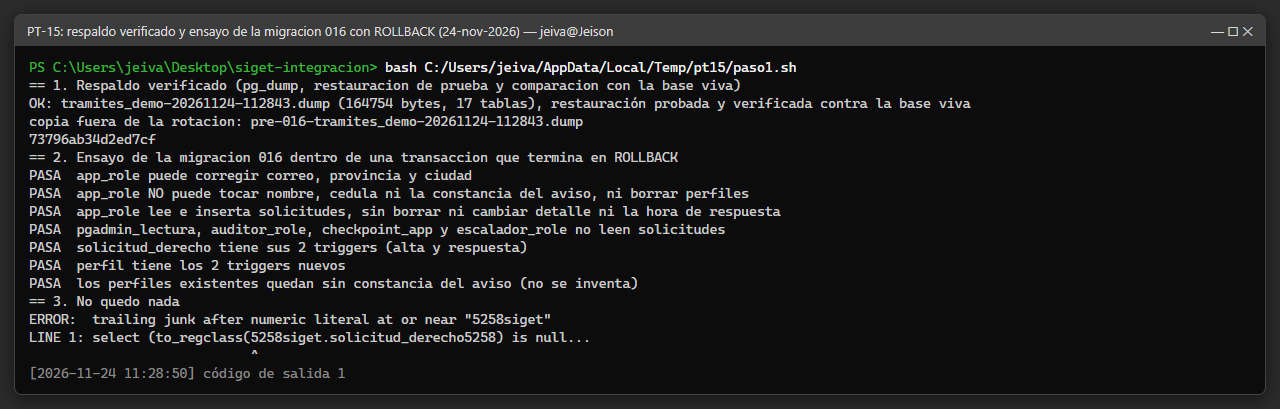 PT-15: respaldo verificado y ensayo de la migracion 016 con ROLLBACK (24-nov-2026) — jeiva@Jeison
PS C:\Users\jeiva\Desktop\siget-integracion> bash C:/Users/jeiva/AppData/Local/Temp/pt15/paso1.sh
== 1. Respaldo verificado (pg_dump, restauracion de prueba y comparacion con la base viva)
OK: tramites_demo-20261124-112843.dump (164754 bytes, 17 tablas), restauración probada y verificada contra la base viva
copia fuera de la rotacion: pre-016-tramites_demo-20261124-112843.dump
73796ab34d2ed7cf
== 2. Ensayo de la migracion 016 dentro de una transaccion que termina en ROLLBACK
PASA  app_role puede corregir correo, provincia y ciudad
PASA  app_role NO puede tocar nombre, cedula ni la constancia del aviso, ni borrar perfiles
PASA  app_role lee e inserta solicitudes, sin borrar ni cambiar detalle ni la hora de respuesta
PASA  pgadmin_lectura, auditor_role, checkpoint_app y escalador_role no leen solicitudes
PASA  solicitud_derecho tiene sus 2 triggers (alta y respuesta)
PASA  perfil tiene los 2 triggers nuevos
PASA  los perfiles existentes quedan sin constancia del aviso (no se inventa)
== 3. No quedo nada
ERROR:  trailing junk after numeric literal at or near "5258siget"
LINE 1: select (to_regclass(5258siget.solicitud_derecho5258) is null...
^
[2026-11-24 11:28:50] código de salida 1